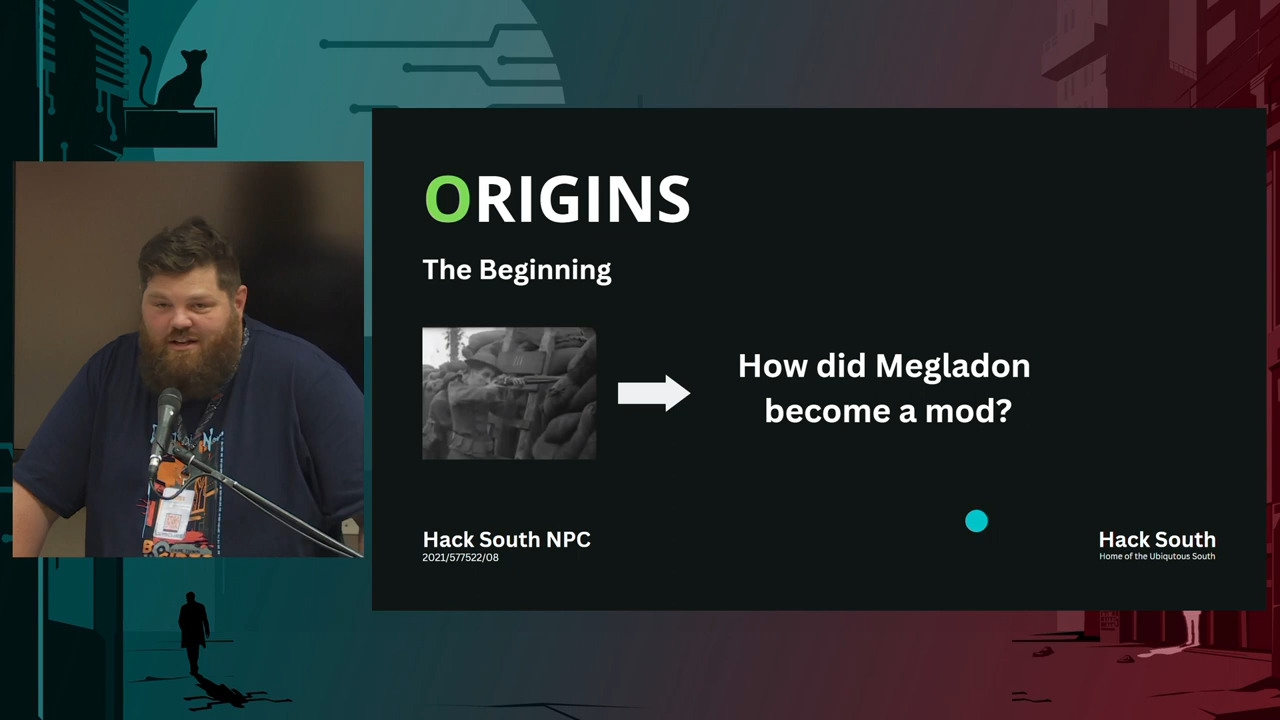 ORIGINS
The Beginning
How did Megladon
become a mod?
Hack South NPC
2021/577522/08
Hack South
Home of the Ubiqutous South